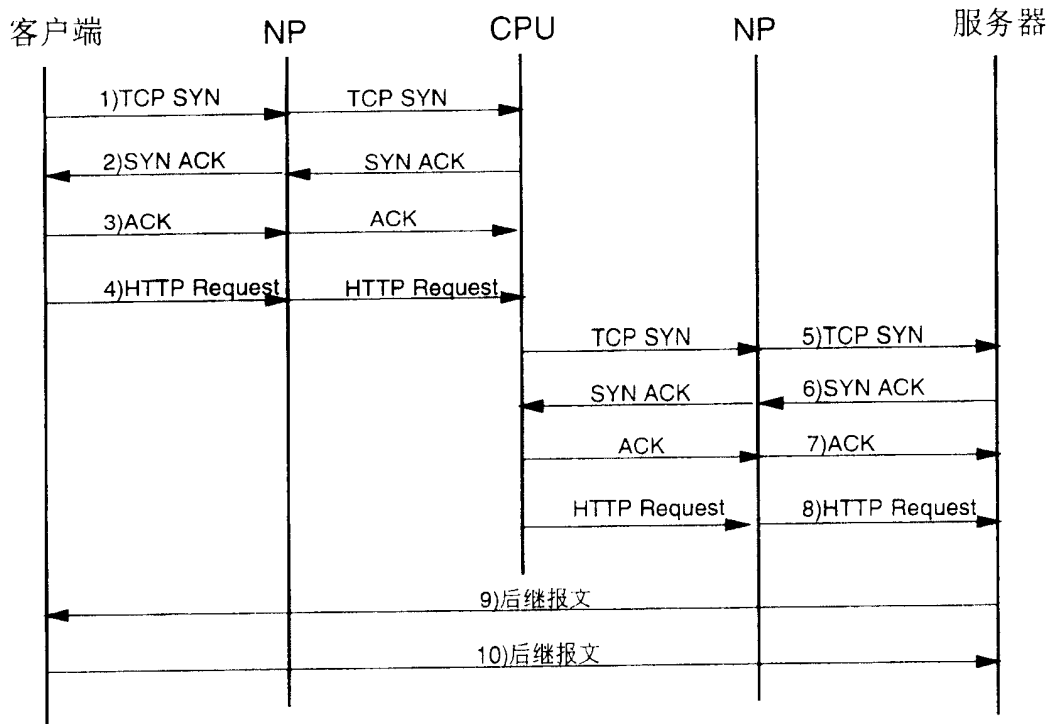 客户端 NP CPU NP 服务器
1)TCP SYN TCP SYN
2)SYN ACK SYN ACK
3)ACK ACK
4)HTTP Request HTTP Request
TCP SYN 5)TCP SYN
SYN ACK 6)SYN ACK
ACK 7)ACK
HTTP Request 8)HTTP Request
9)后继报文
10)后继报文